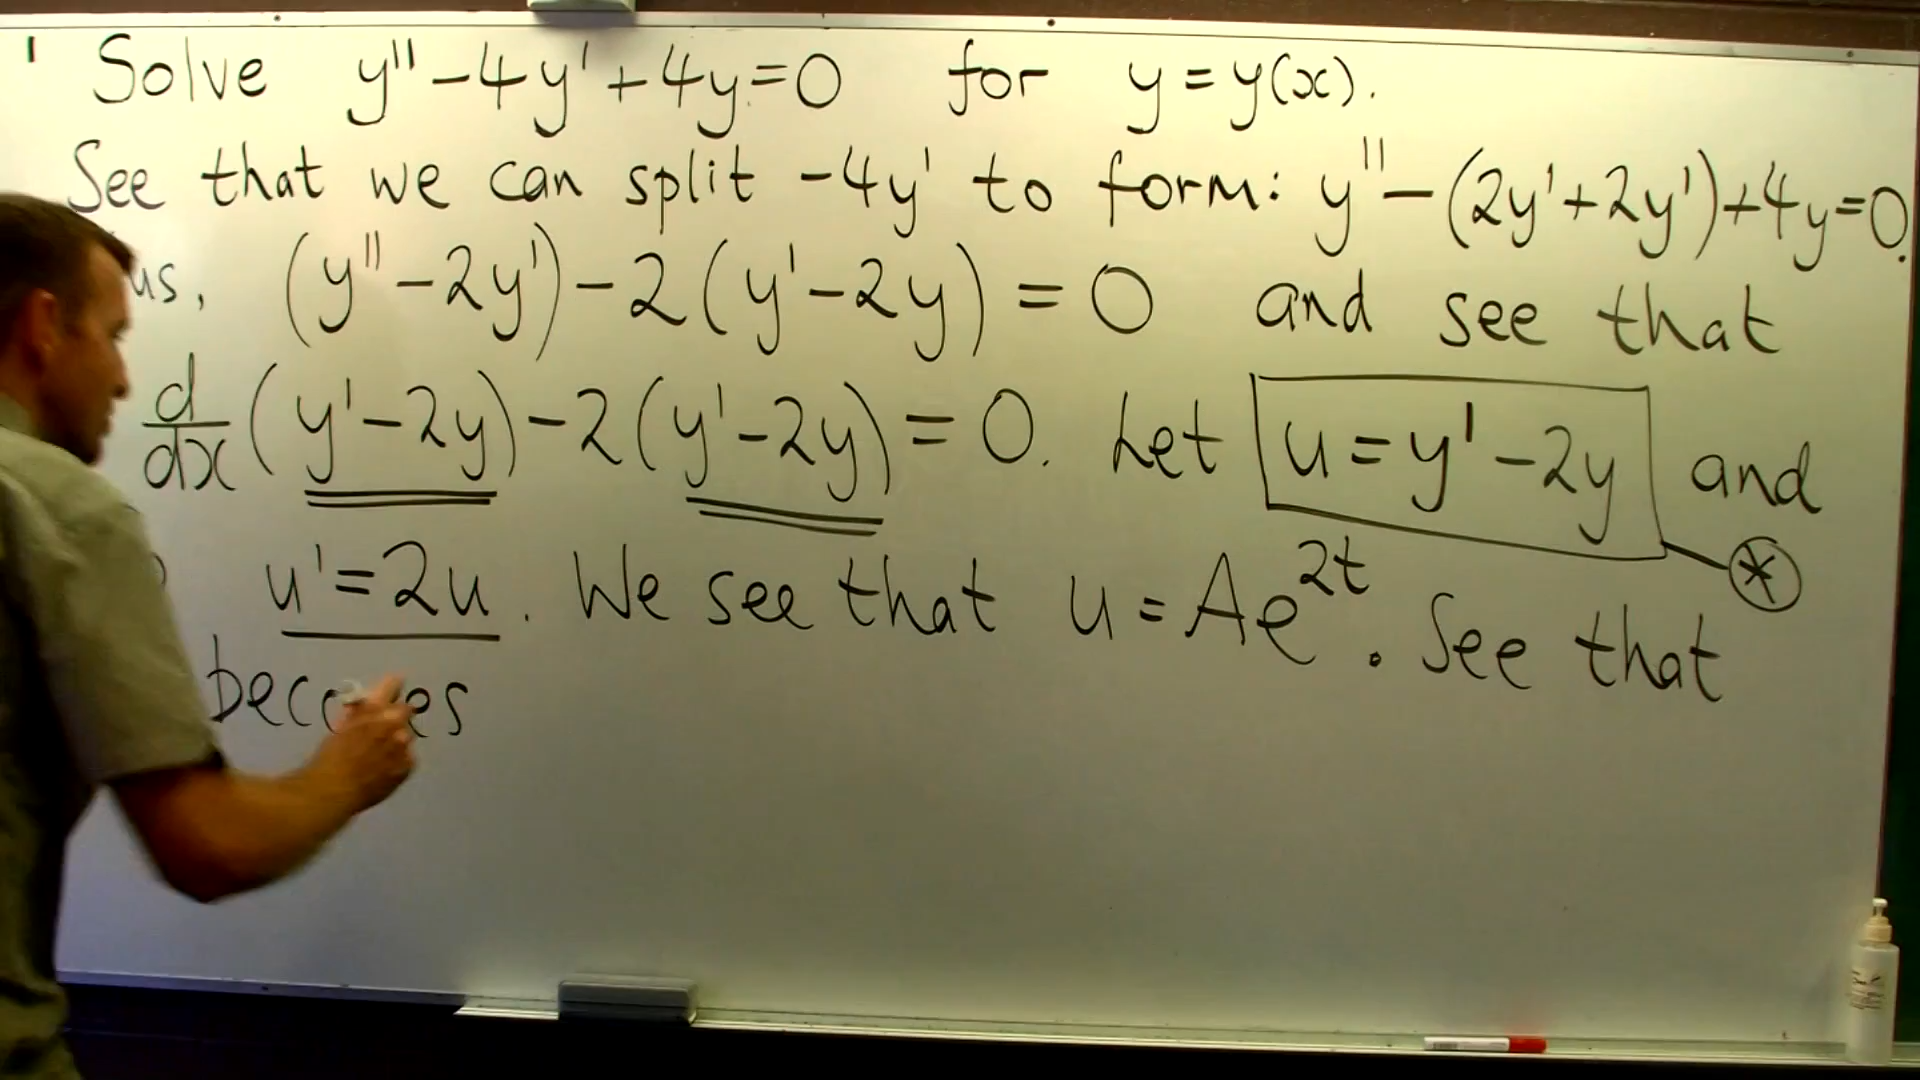 Solve y'' - 4y' + 4y = 0 for y = y(x).
See that we can split -4y' to form: y'' - (2y' + 2y') + 4y = 0.
us, (y'' - 2y') - 2(y' - 2y) = 0 and see that
d/dx (y' - 2y) - 2(y' - 2y) = 0. Let u = y' - 2y and
u' = 2u. We see that u = Ae^{2t}. See that